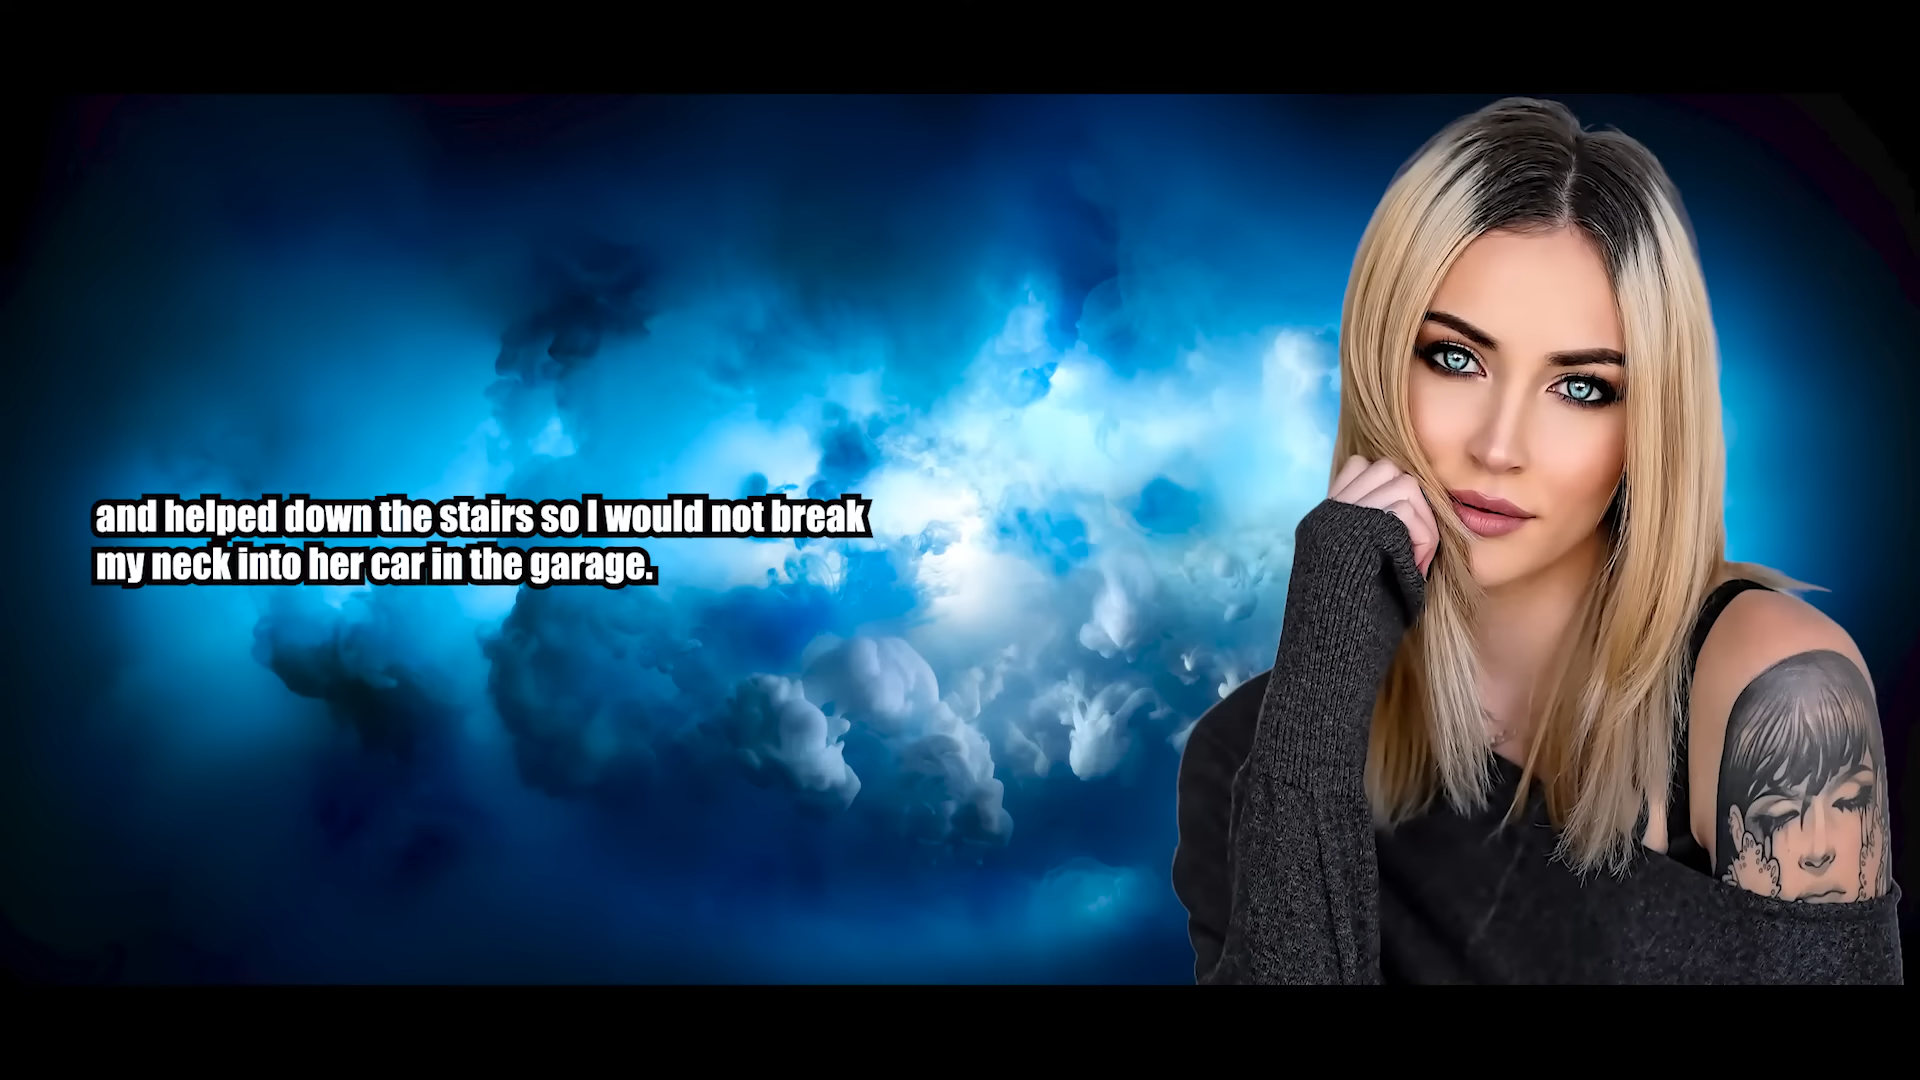 and helped down the stairs so I would not break
my neck into her car in the garage.